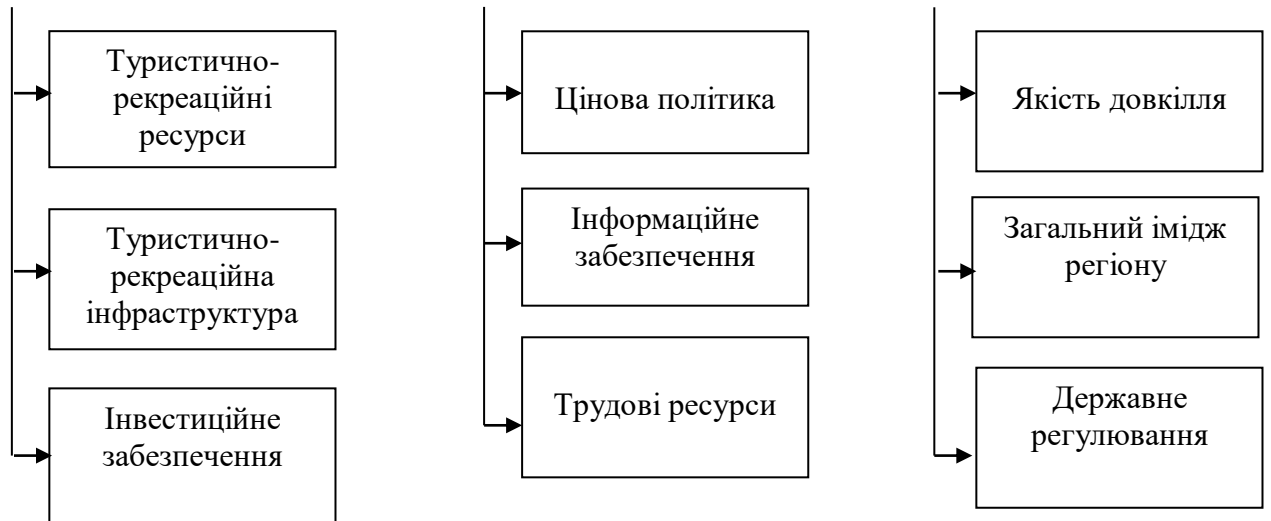 Туристично-
рекреаційні
ресурси
Туристично-
рекреаційна
інфраструктура
Інвестиційне
забезпечення
Цінова політика
Інформаційне
забезпечення
Трудові ресурси
Якість довкілля
Загальний імідж
регіону
Державне
регулювання